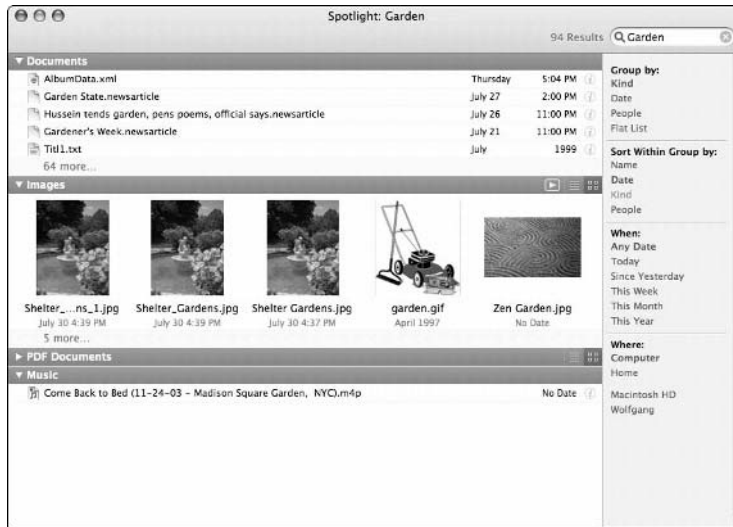 Spotlight: Garden
94 Results Garden
Documents
AlbumData.xml Thursday 5:04 PM
Garden State.newsarticle July 27 2:00 PM
Hussein tends garden, pens poems, official says.newsarticle July 26 11:00 PM
Gardener's Week.newsarticle July 21 11:00 PM
Titl1.txt July 1999
64 more...
Images
Shelter_...ns_1.jpg Shelter_Gardens.jpg Shelter Gardens.jpg garden.gif Zen Garden.jpg
July 30 4:39 PM July 30 4:39 PM July 30 4:37 PM April 1997 No Date
5 more...
PDF Documents
Music
Come Back to Bed (11-24-03 - Madison Square Garden, NYC).m4p No Date
Group by:
Kind
Date
People
Flat List
Sort Within Group by:
Name
Date
Kind
People
When:
Any Date
Today
Since Yesterday
This Week
This Month
This Year
Where:
Computer
Home
Macintosh HD
Wolfgang